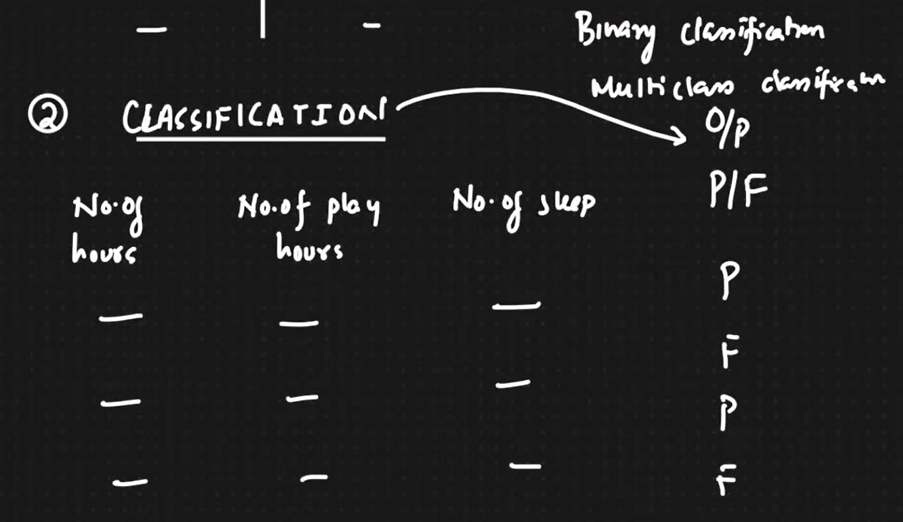 Binary classification
Multiclass classification
② CLASSIFICATION
O/P
No. of hours No. of play hours No. of sleep P/F
P
F
P
F